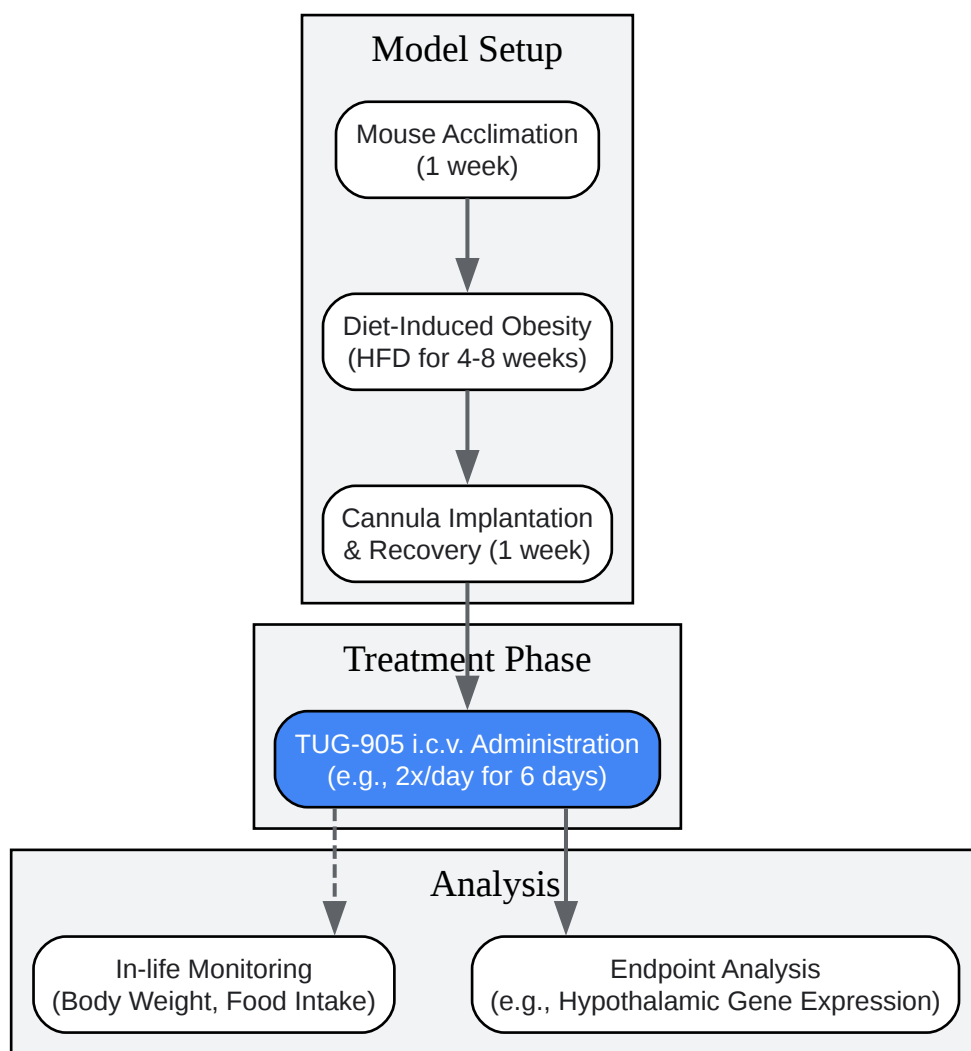 Model Setup
Mouse Acclimation
(1 week)
Diet-Induced Obesity
(HFD for 4-8 weeks)
Cannula Implantation
& Recovery (1 week)
Treatment Phase
TUG-905 i.c.v. Administration
(e.g., 2x/day for 6 days)
Analysis
In-life Monitoring
(Body Weight, Food Intake)
Endpoint Analysis
(e.g., Hypothalamic Gene Expression)